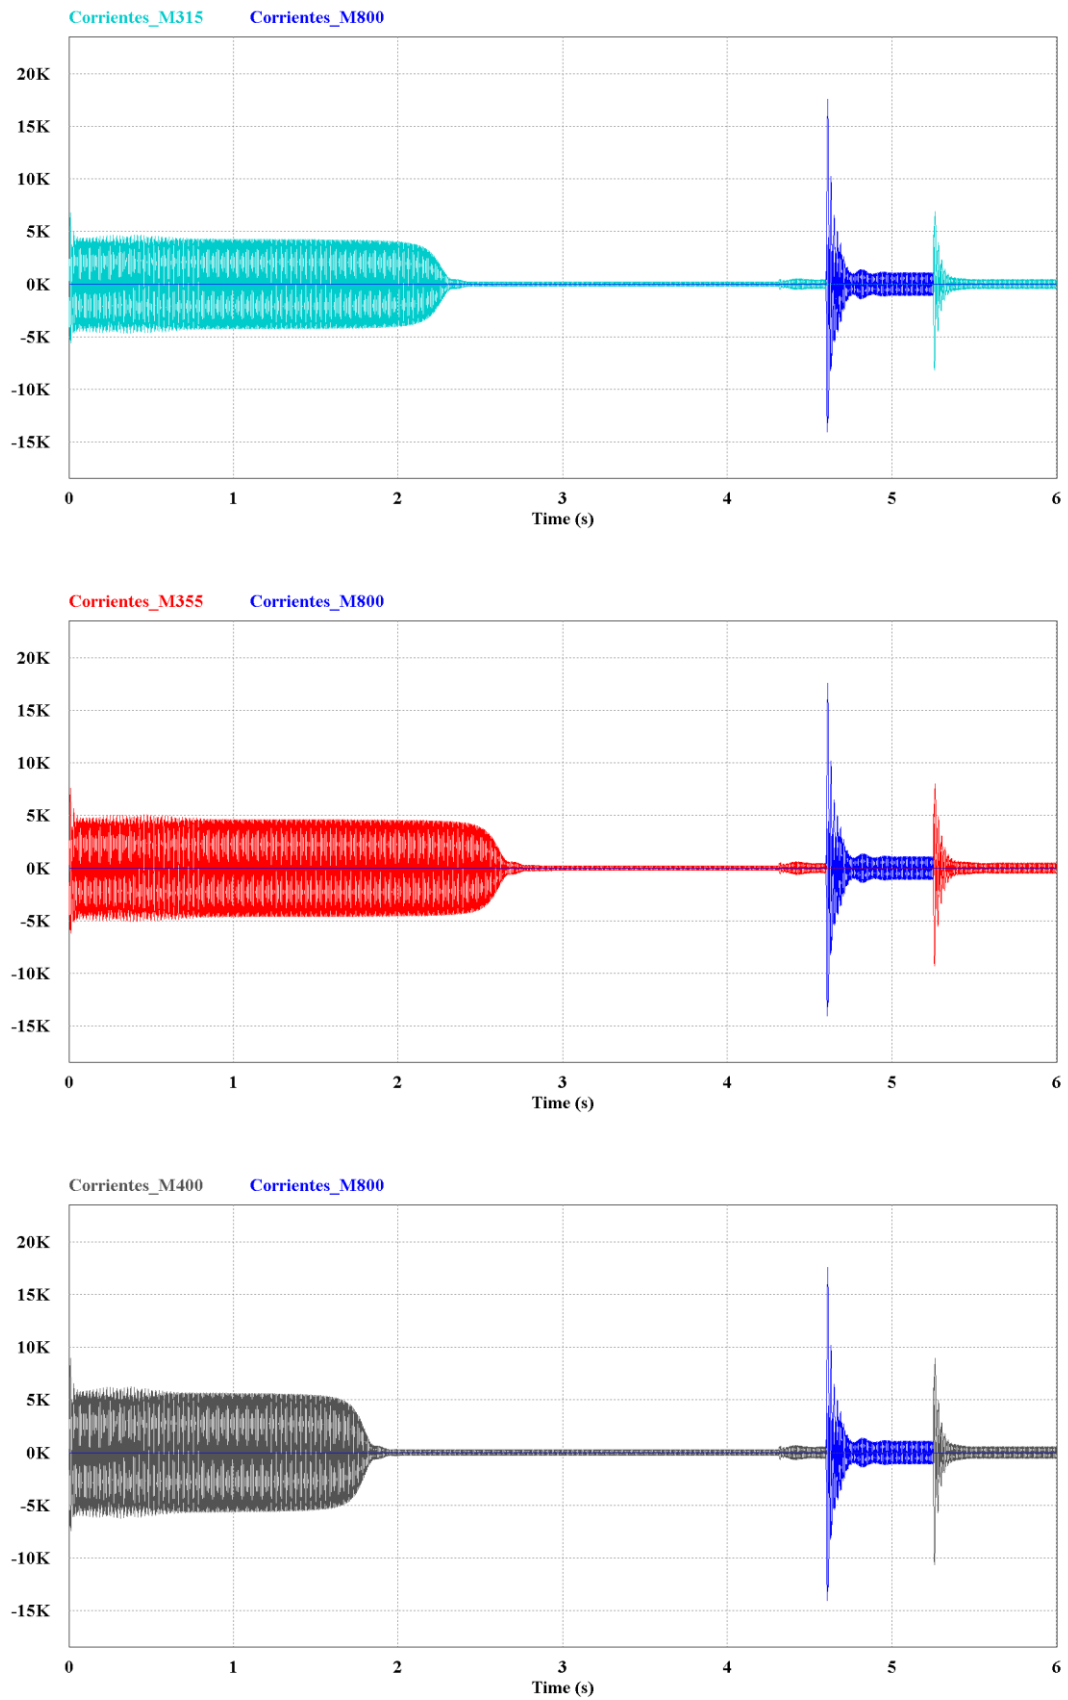 Corrientes_M315 Corrientes_M800
20K
15K
10K
5K
0K
-5K
-10K
-15K
0 1 2 3 4 5 6
Time (s)
Corrientes_M355 Corrientes_M800
20K
15K
10K
5K
0K
-5K
-10K
-15K
0 1 2 3 4 5 6
Time (s)
Corrientes_M400 Corrientes_M800
20K
15K
10K
5K
0K
-5K
-10K
-15K
0 1 2 3 4 5 6
Time (s)